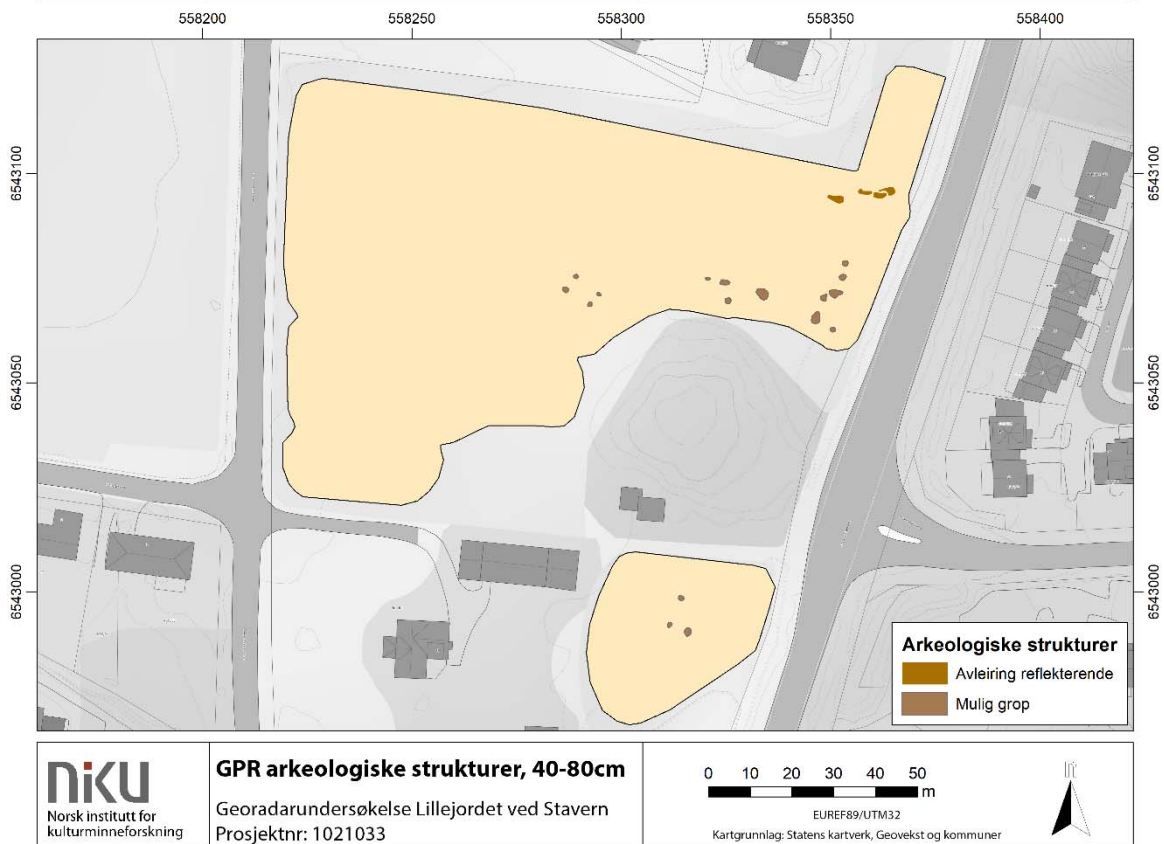 558200 558250 558300 558350 558400
6543100 6543100
6543050 6543050
6543000 6543000
Arkeologiske strukturer
Avleiring reflekterende
Mulig grop
niku
Norsk institutt for
kulturminneforskning
GPR arkeologiske strukturer, 40-80cm
Georadarundersøkelse Lillejordet ved Stavern
Prosjektnr: 1021033
0 10 20 30 40 50
m
EUREF89/UTM32
Kartgrunnlag: Statens kartverk, Geovekst og kommuner